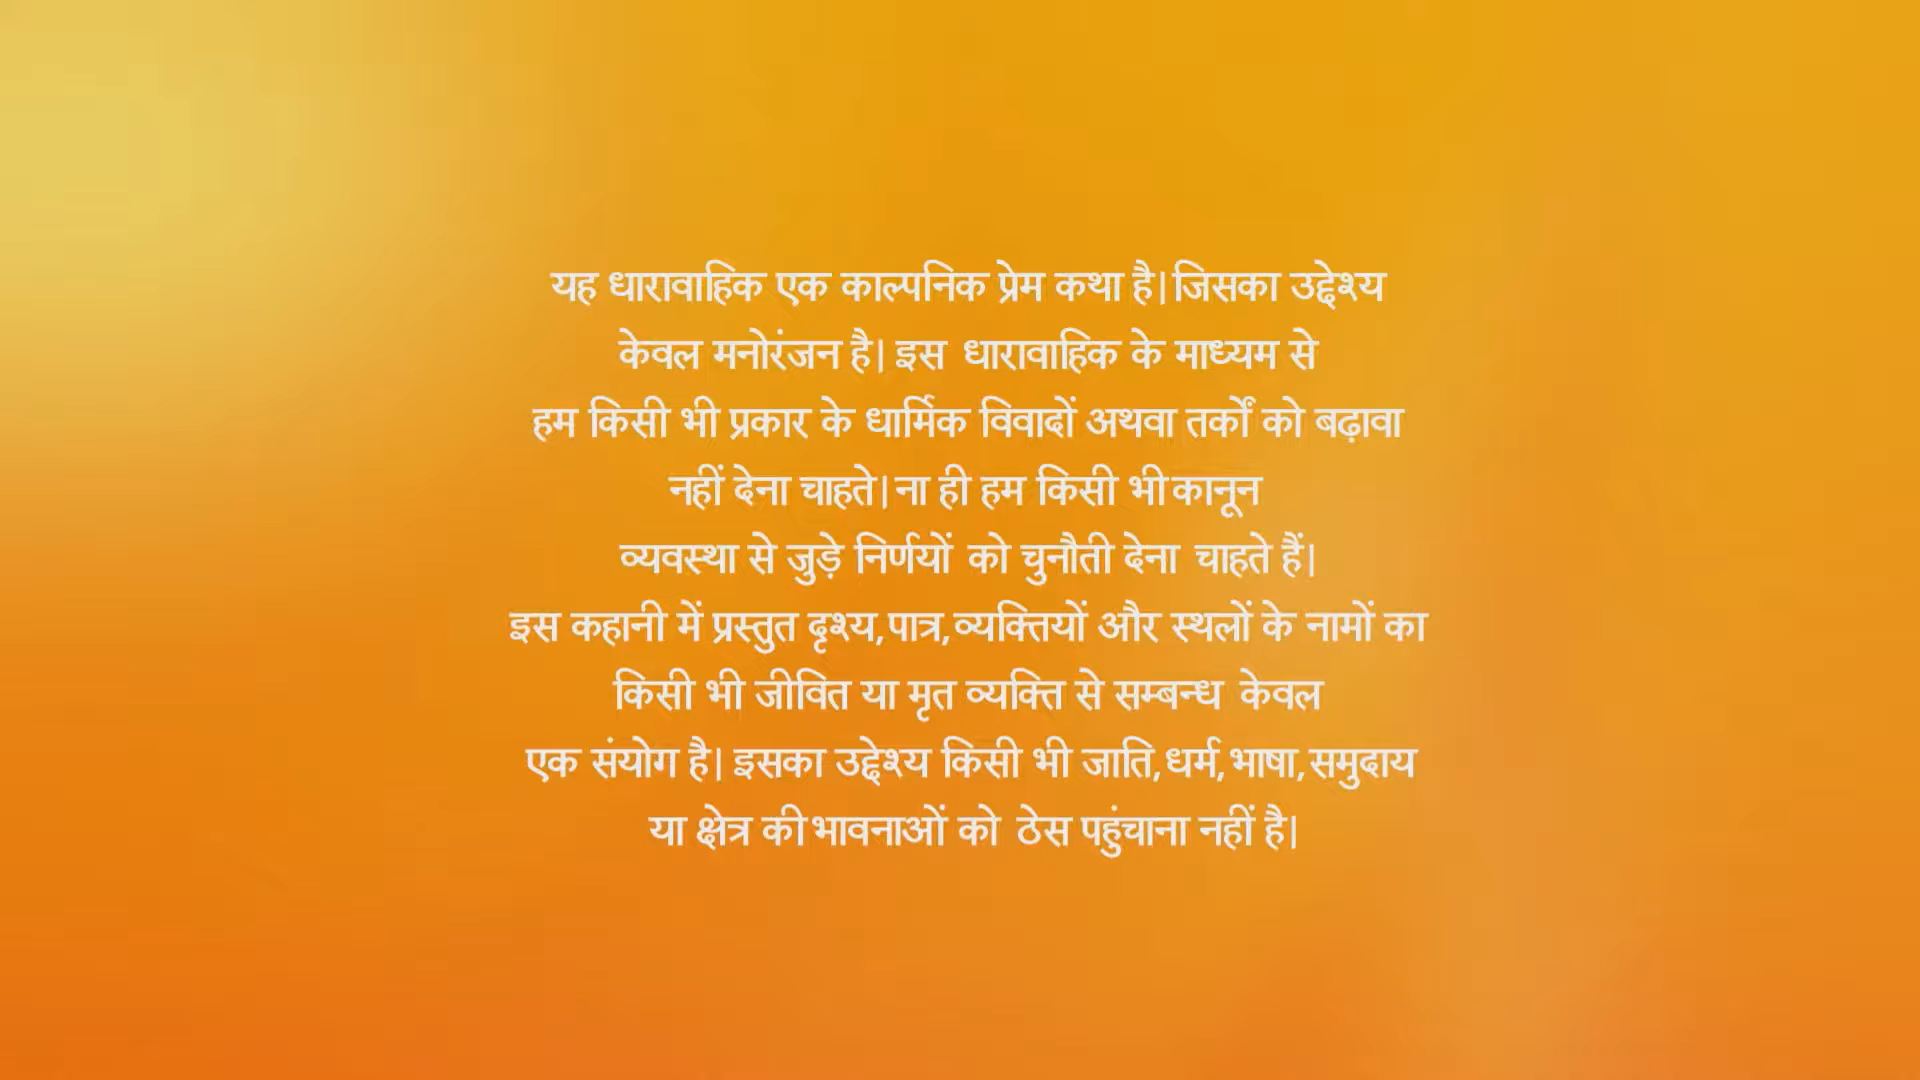 यह धारावाहिक एक काल्पनिक प्रेम कथा है। जिसका उद्देश्य
केवल मनोरंजन है। इस धारावाहिक के माध्यम से
हम किसी भी प्रकार के धार्मिक विवादों अथवा तर्कों को बढ़ावा
नहीं देना चाहते। ना ही हम किसी भी कानून
व्यवस्था से जुड़े निर्णयों को चुनौती देना चाहते हैं।
इस कहानी में प्रस्तुत दृश्य,पात्र,व्यक्तियों और स्थलों के नामों का
किसी भी जीवित या मृत व्यक्ति से सम्बन्ध केवल
एक संयोग है। इसका उद्देश्य किसी भी जाति,धर्म,भाषा,समुदाय
या क्षेत्र की भावनाओं को ठेस पहुंचाना नहीं है।